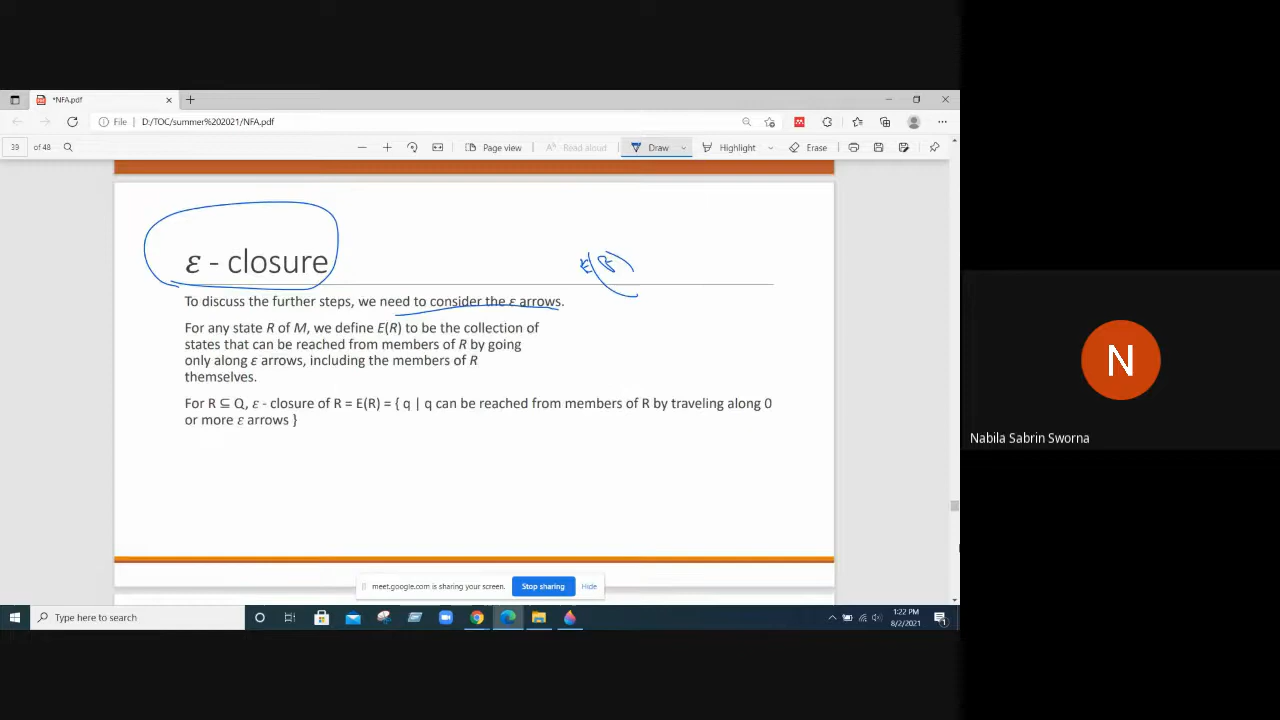 *NFA.pdf
File D:/TOC/summer%202021/NFA.pdf
39 of 48 Page view Read aloud Draw Highlight Erase
ε - closure
E(R)
To discuss the further steps, we need to consider the ε arrows.
For any state R of M, we define E(R) to be the collection of
states that can be reached from members of R by going
only along ε arrows, including the members of R
themselves.
For R ⊆ Q, ε - closure of R = E(R) = { q | q can be reached from members of R by traveling along 0
or more ε arrows }
meet.google.com is sharing your screen. Stop sharing Hide
Type here to search
1:22 PM
8/2/2021
N
Nabila Sabrin Sworna